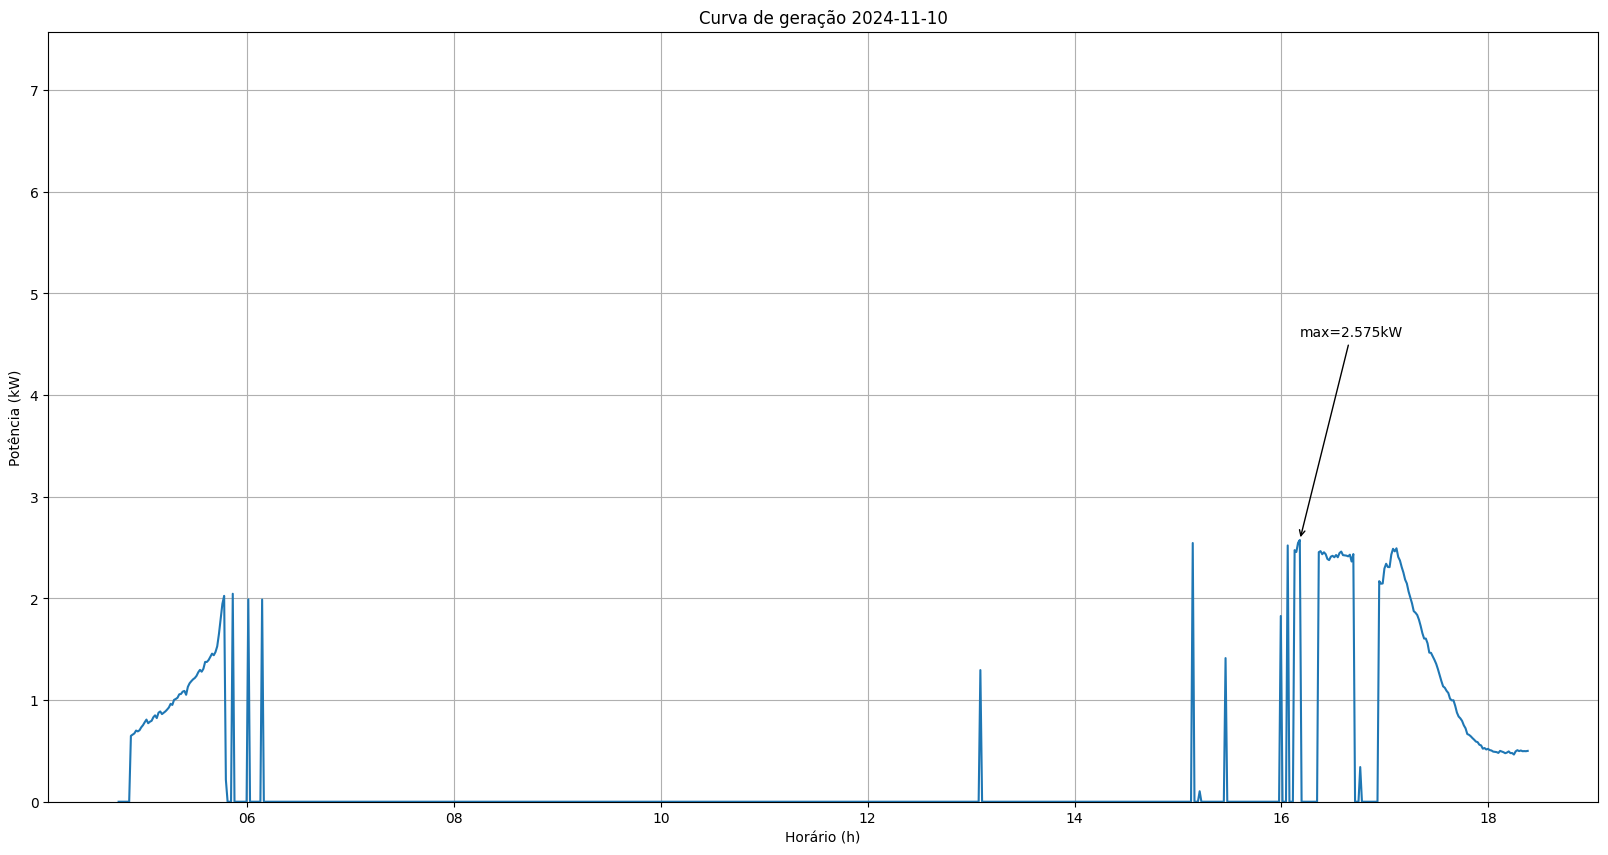 Curva de geração 2024-11-10
7
6
5
max=2.575kW
4
3
2
1
0
Potência (kW)
06 08 10 12 14 16 18
Horário (h)